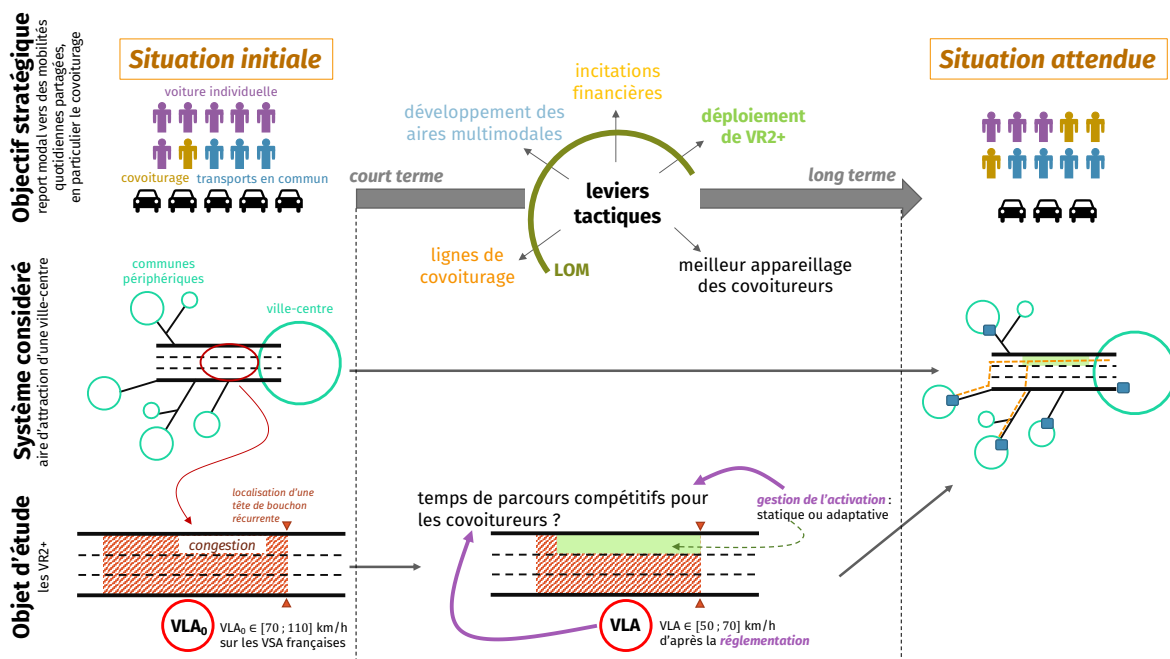 Objectif stratégique
report modal vers des mobilités
quotidiennes partagées,
en particulier le covoiturage
Situation initiale
voiture individuelle
covoiturage
transports en commun
court terme
développement des
aires multimodales
incitations
financières
déploiement
de VR2+
leviers
tactiques
lignes de
covoiturage
LOM
meilleur appareillage
des covoitureurs
long terme
Situation attendue
Système considéré
aire d'attraction d'une ville-centre
communes
périphériques
ville-centre
Objet d'étude
les VR2+
localisation d'une
tête de bouchon
récurrente
congestion
VLA₀
VLA₀ ∈ [70 ; 110] km/h
sur les VSA françaises
temps de parcours compétitifs pour
les covoitureurs ?
gestion de l'activation :
statique ou adaptative
VLA
VLA ∈ [50 ; 70] km/h
d'après la réglementation